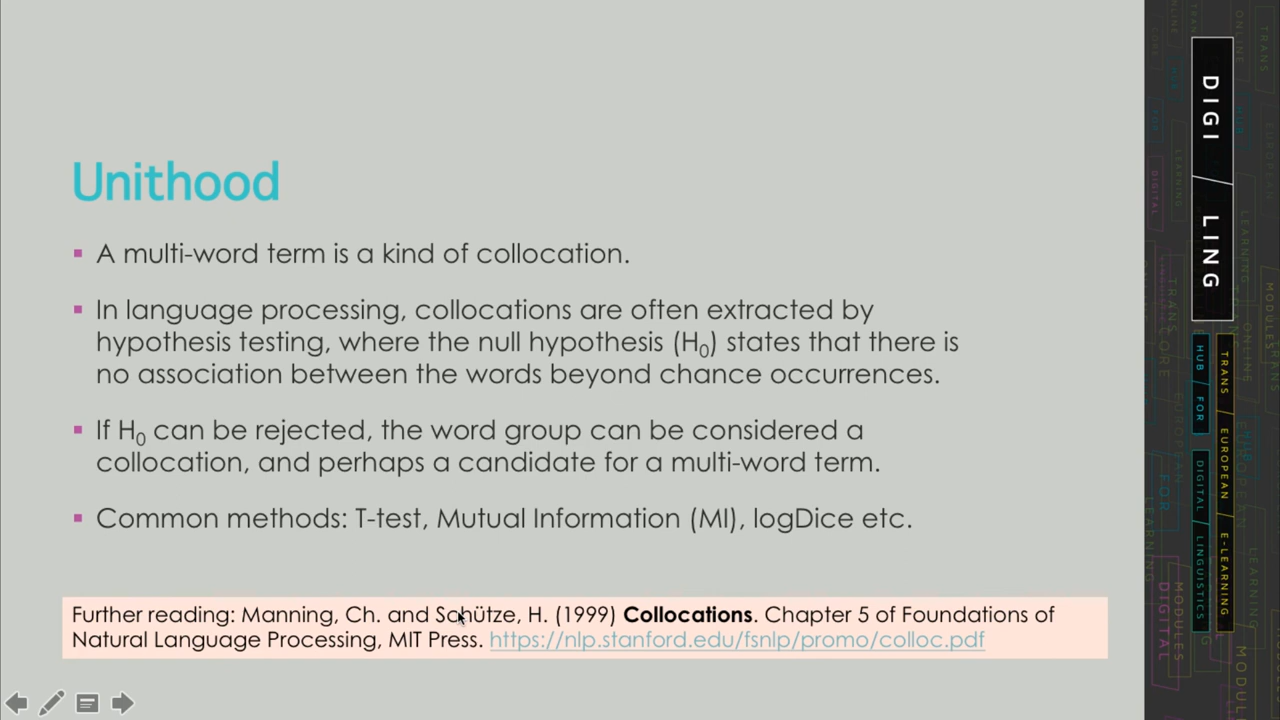 Unithood
A multi-word term is a kind of collocation.
In language processing, collocations are often extracted by
hypothesis testing, where the null hypothesis (H0) states that there is
no association between the words beyond chance occurrences.
If H0 can be rejected, the word group can be considered a
collocation, and perhaps a candidate for a multi-word term.
Common methods: T-test, Mutual Information (MI), logDice etc.
Further reading: Manning, Ch. and Schütze, H. (1999) Collocations. Chapter 5 of Foundations of
Natural Language Processing, MIT Press. https://nlp.stanford.edu/fsnlp/promo/colloc.pdf
DIGI / LING
TRANS / EUROPEAN / E-LEARNING
HUB / FOR / DIGITAL / LINGUISTICS